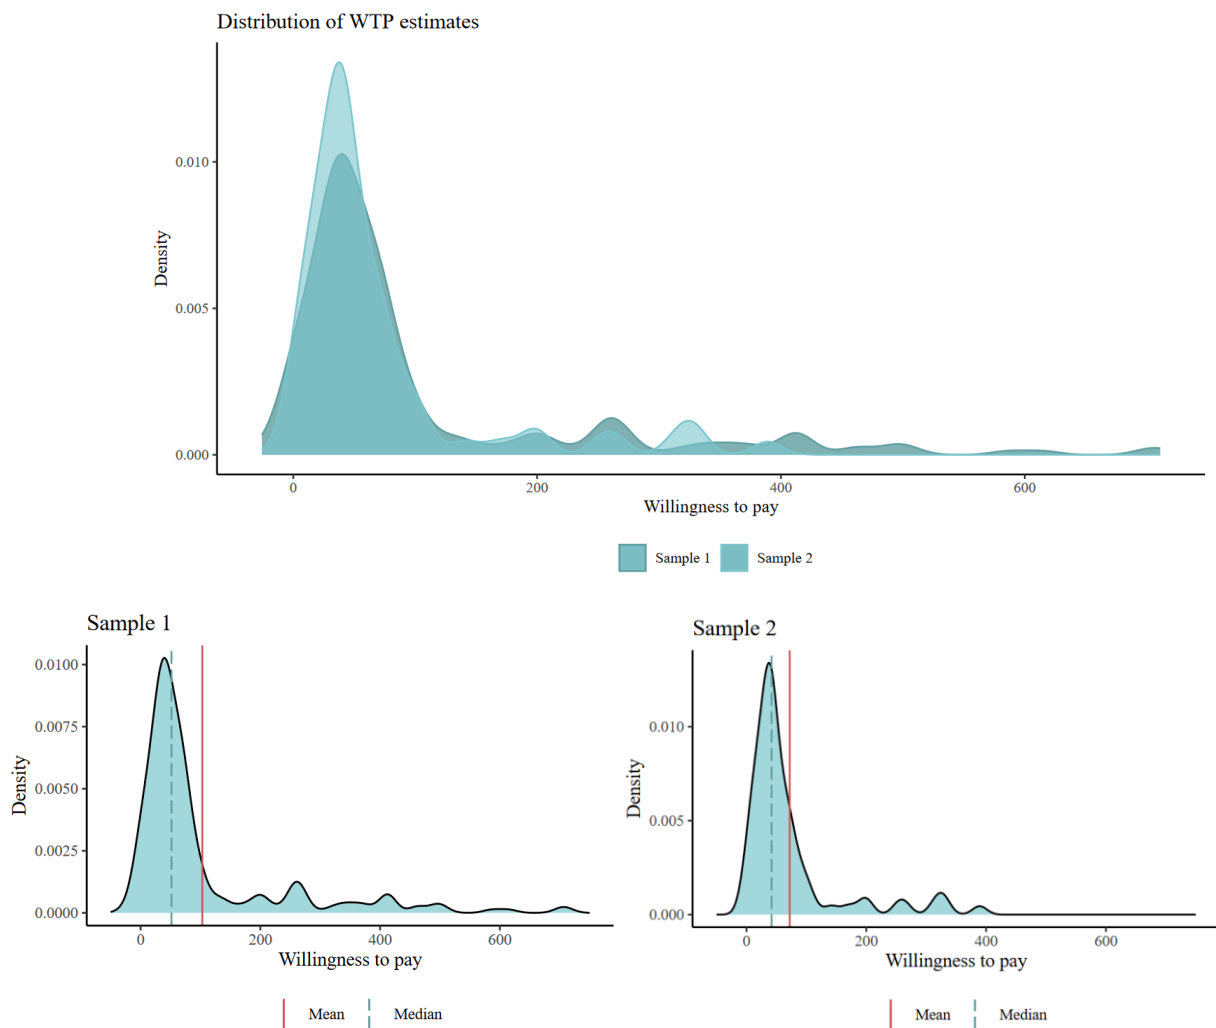 Distribution of WTP estimates
0.010
0.005
0.000
Density
0 200 400 600
Willingness to pay
Sample 1 Sample 2
Sample 1
0.0100
0.0075
0.0050
0.0025
0.0000
Density
0 200 400 600
Willingness to pay
Mean Median
Sample 2
0.010
0.005
0.000
Density
0 200 400 600
Willingness to pay
Mean Median